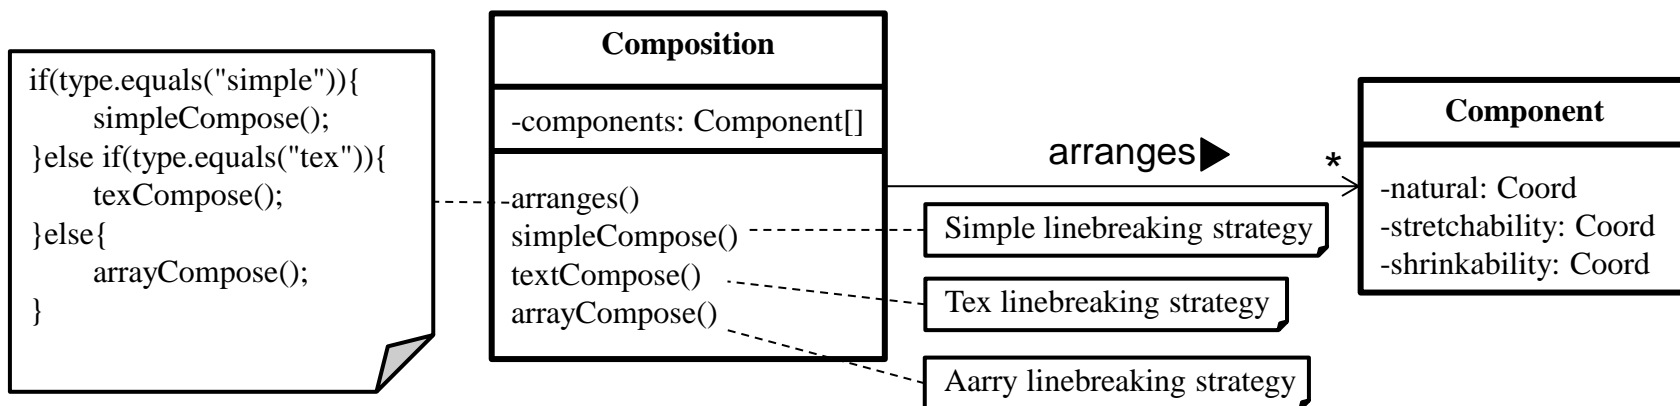 if(type.equals("simple")){
simpleCompose();
}else if(type.equals("tex")){
texCompose();
}else{
arrayCompose();
}
Composition
-components: Component[]
arranges()
simpleCompose()
textCompose()
arrayCompose()
arranges
*
Simple linebreaking strategy
Tex linebreaking strategy
Aarry linebreaking strategy
Component
-natural: Coord
-stretchability: Coord
-shrinkability: Coord